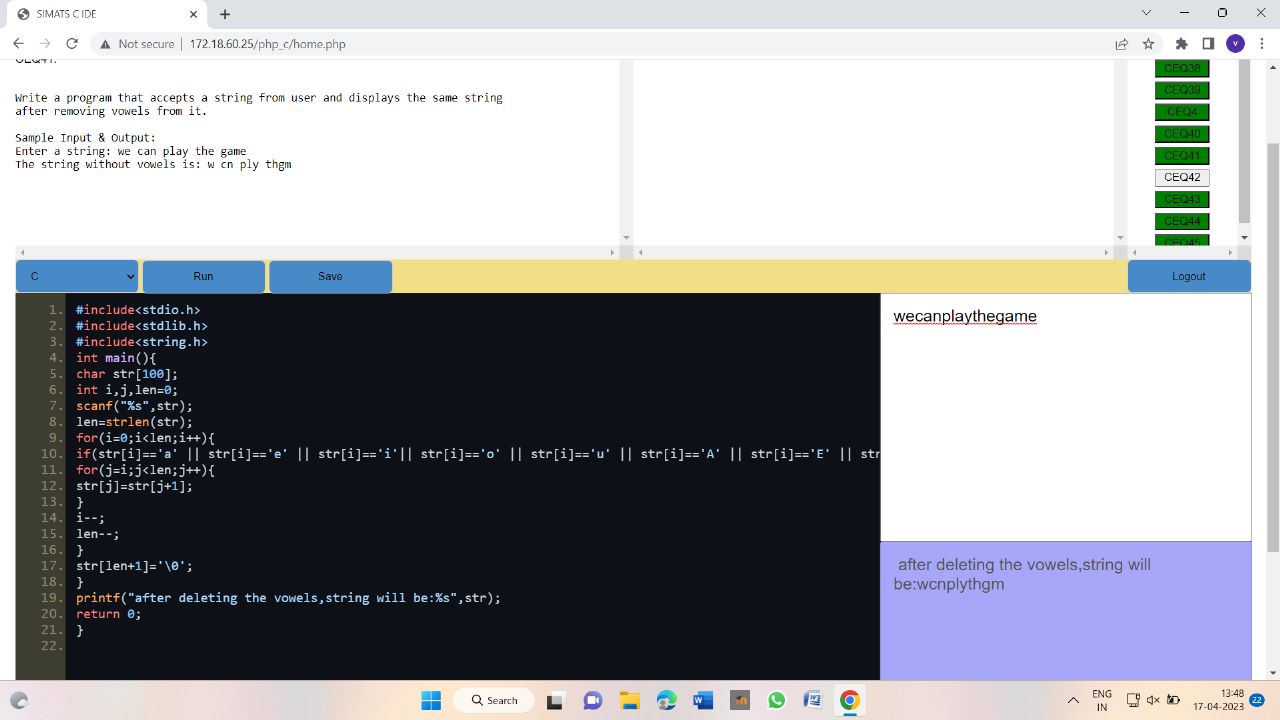 SIMATS C IDE
Not secure | 172.18.60.25/php_c/home.php
CEQ41.
Write a program that accepts a string from user and displays the same string
after removing vowels from it.
Sample Input & Output:
Enter a string: we can play the game
The string without vowels is: w cn ply thgm
CEQ38
CEQ39
CEQ4
CEQ40
CEQ41
CEQ42
CEQ43
CEQ44
CEQ45
C
Run
Save
Logout
1. #include<stdio.h>
2. #include<stdlib.h>
3. #include<string.h>
4. int main(){
5. char str[100];
6. int i,j,len=0;
7. scanf("%s",str);
8. len=strlen(str);
9. for(i=0;i<len;i++){
10. if(str[i]=='a' || str[i]=='e' || str[i]=='i'|| str[i]=='o' || str[i]=='u' || str[i]=='A' || str[i]=='E' || str
11. for(j=i;j<len;j++){
12. str[j]=str[j+1];
13. }
14. i--;
15. len--;
16. }
17. str[len+1]='\0';
18. }
19. printf("after deleting the vowels,string will be:%s",str);
20. return 0;
21. }
22.
wecanplaythegame
after deleting the vowels,string will
be:wcnplythgm
Search
ENG
IN
13:48
17-04-2023
22